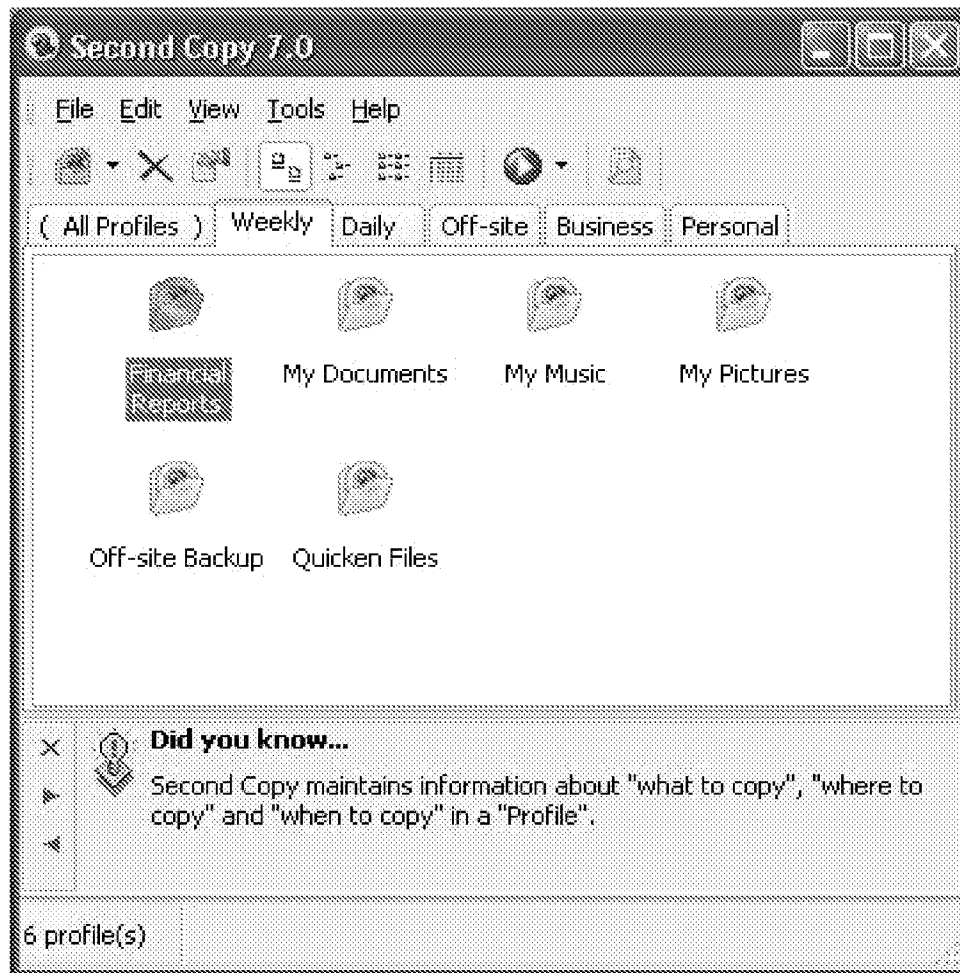 Second Copy 7.0
File Edit View Tools Help
( All Profiles ) Weekly Daily Off-site Business Personal
Financial My Documents My Music My Pictures
Reports
Off-site Backup Quicken Files
Did you know...
Second Copy maintains information about "what to copy", "where to
copy" and "when to copy" in a "Profile".
6 profile(s)